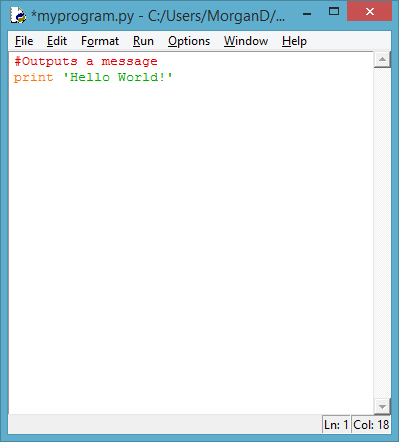 *myprogram.py - C:/Users/MorganD/...
File Edit Format Run Options Window Help
#Outputs a message
print 'Hello World!'
Ln: 1 Col: 18